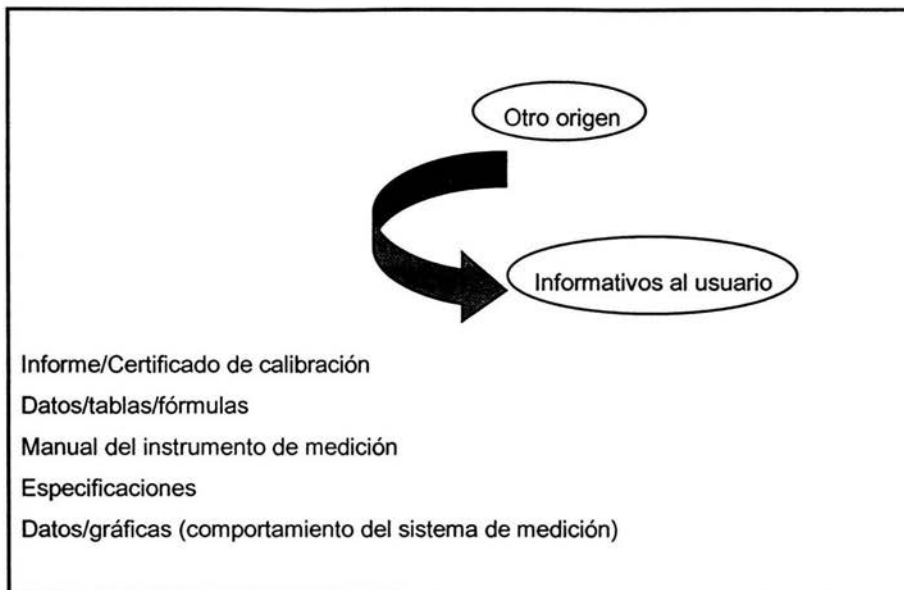 Otro origen
Informativos al usuario
Informe/Certificado de calibración
Datos/tablas/fórmulas
Manual del instrumento de medición
Especificaciones
Datos/gráficas (comportamiento del sistema de medición)